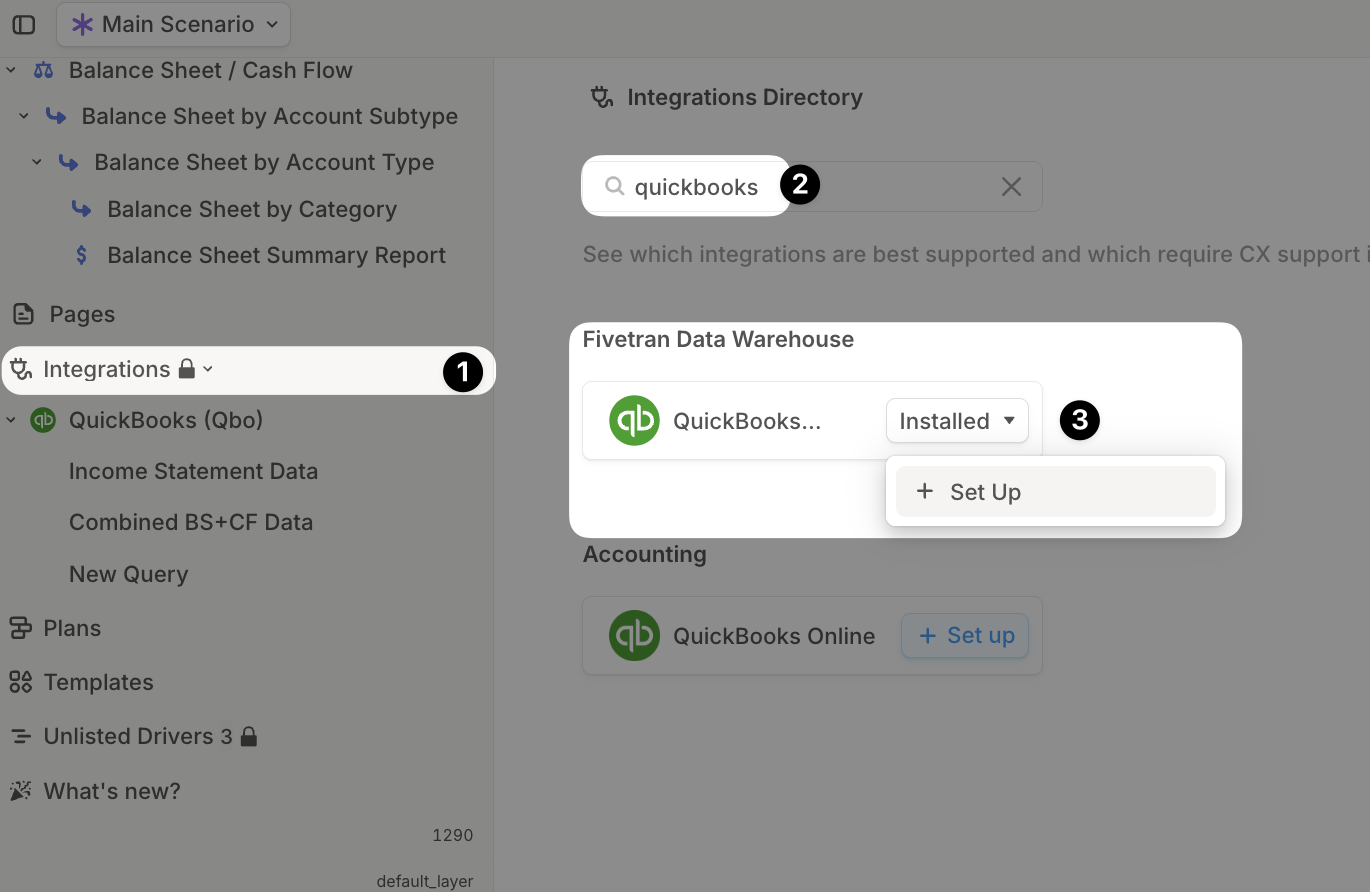 Main Scenario
Balance Sheet / Cash Flow
Balance Sheet by Account Subtype
Balance Sheet by Account Type
Balance Sheet by Category
$ Balance Sheet Summary Report
Pages
Integrations 1
qb QuickBooks (Qbo)
Income Statement Data
Combined BS+CF Data
New Query
Plans
Templates
Unlisted Drivers 3
What's new?
1290
default_layer
Integrations Directory
quickbooks 2
See which integrations are best supported and which require CX support i
Fivetran Data Warehouse
qb QuickBooks... Installed 3
+ Set Up
Accounting
qb QuickBooks Online + Set up